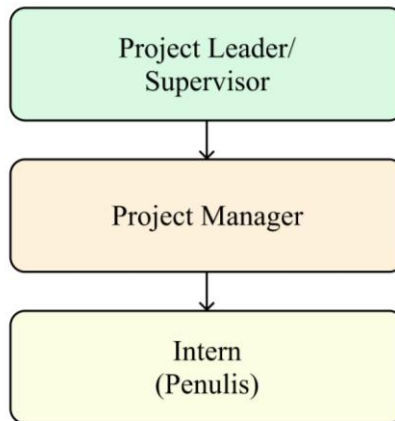 Project Leader/
Supervisor
Project Manager
Intern
(Penulis)